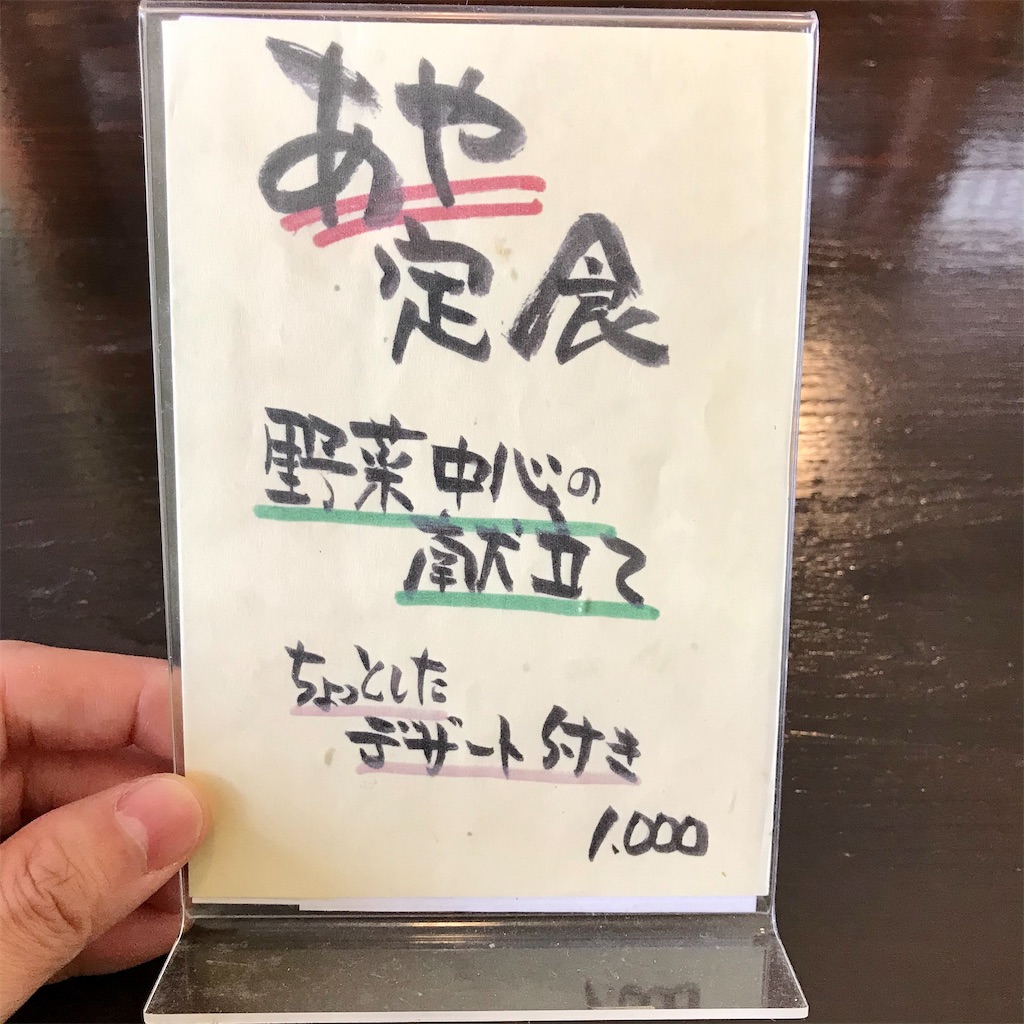 あや
定食
野菜中心の
献立て
ちょっとした
デザート付き
1.000